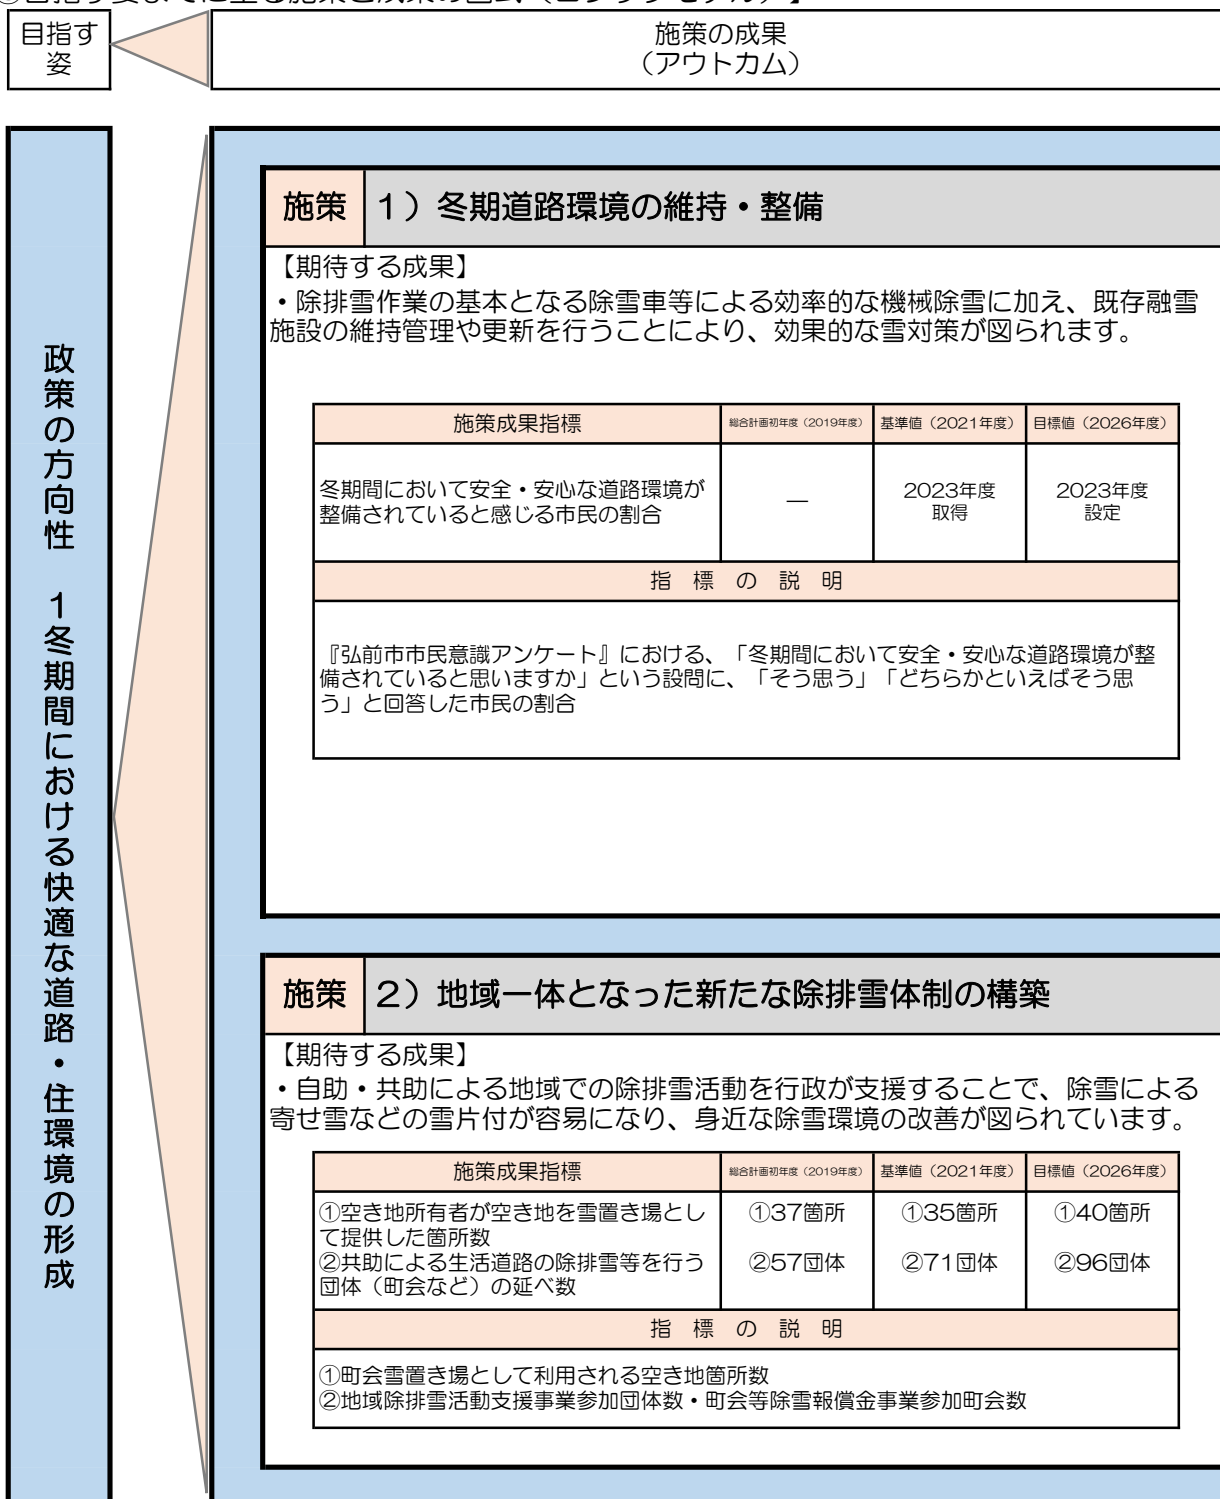 目指す
姿
施策の成果
（アウトカム）
政策の方向性　１冬期間における快適な道路・住環境の形成
施策
１）冬期道路環境の維持・整備
【期待する成果】
・除排雪作業の基本となる除雪車等による効率的な機械除雪に加え、既存融雪
施設の維持管理や更新を行うことにより、効果的な雪対策が図られます。
施策成果指標
総合計画初年度（2019年度）
基準値（2021年度）
目標値（2026年度）
冬期間において安全・安心な道路環境が
整備されていると感じる市民の割合
―
2023年度
取得
2023年度
設定
指　標　の　説　明
『弘前市市民意識アンケート』における、「冬期間において安全・安心な道路環境が整
備されていると思いますか」という設問に、「そう思う」「どちらかといえばそう思
う」と回答した市民の割合
施策
２）地域一体となった新たな除排雪体制の構築
【期待する成果】
・自助・共助による地域での除排雪活動を行政が支援することで、除雪による
寄せ雪などの雪片付が容易になり、身近な除雪環境の改善が図られています。
施策成果指標
総合計画初年度（2019年度）
基準値（2021年度）
目標値（2026年度）
①空き地所有者が空き地を雪置き場とし
て提供した箇所数
②共助による生活道路の除排雪等を行う
団体（町会など）の延べ数
①37箇所
②57団体
①35箇所
②71団体
①40箇所
②96団体
指　標　の　説　明
①町会雪置き場として利用される空き地箇所数
②地域除排雪活動支援事業参加団体数・町会等除雪報償金事業参加町会数